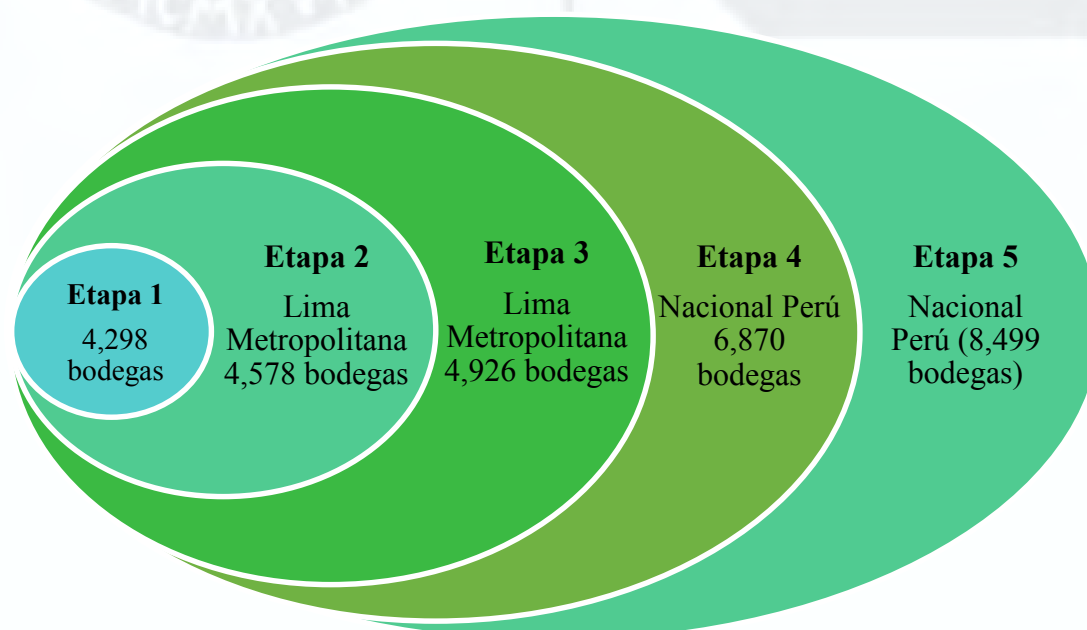 Etapa 1
4,298
bodegas
Etapa 2
Lima
Metropolitana
4,578 bodegas
Etapa 3
Lima
Metropolitana
4,926 bodegas
Etapa 4
Nacional Perú
6,870
bodegas
Etapa 5
Nacional
Perú (8,499
bodegas)